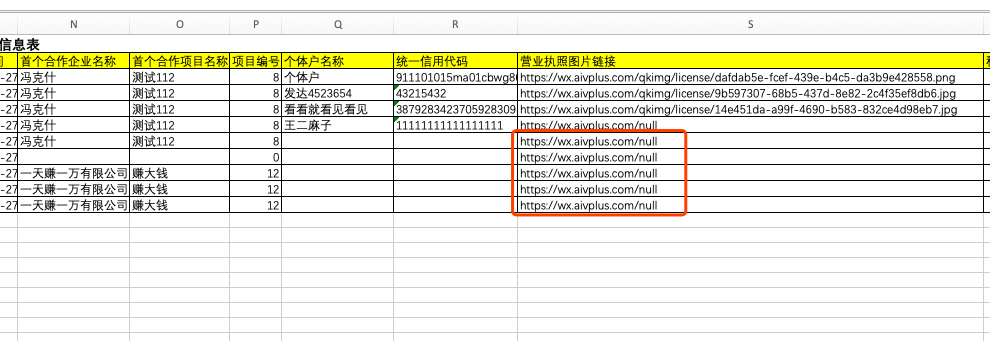 N O P Q R S
信息表
首个合作企业名称 首个合作项目名称 项目编号 个体户名称 统一信用代码 营业执照图片链接
-27 冯克什 测试112 8 个体户 911101015ma01cbwg8 https://wx.aivplus.com/qkimg/license/dafdab5e-fcef-439e-b4c5-da3b9e428558.png
-27 冯克什 测试112 8 发达4523654 43215432 https://wx.aivplus.com/qkimg/license/9b597307-68b5-437d-8e82-2c4f35ef8db6.jpg
-27 冯克什 测试112 8 看看就看见看见 3879283423705928309 https://wx.aivplus.com/qkimg/license/14e451da-a99f-4690-b583-832ce4d98eb7.jpg
-27 冯克什 测试112 8 王二麻子 11111111111111111 https://wx.aivplus.com/null
-27 冯克什 测试112 8 https://wx.aivplus.com/null
-27 0 https://wx.aivplus.com/null
-27 一天赚一万有限公司 赚大钱 12 https://wx.aivplus.com/null
-27 一天赚一万有限公司 赚大钱 12 https://wx.aivplus.com/null
-27 一天赚一万有限公司 赚大钱 12 https://wx.aivplus.com/null